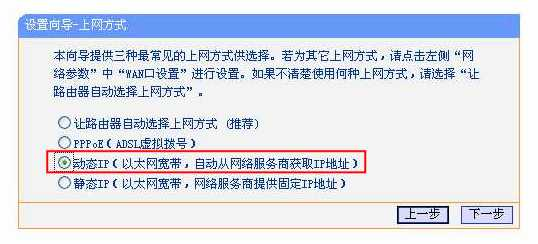 设置向导-上网方式
本向导提供三种最常见的上网方式供选择。若为其它上网方式，请点击左侧“网
络参数”中“WAN口设置”进行设置。如果不清楚使用何种上网方式，请选择“让
路由器自动选择上网方式”。
让路由器自动选择上网方式（推荐）
PPPoE（ADSL虚拟拨号）
动态IP（以太网宽带，自动从网络服务商获取IP地址）
静态IP（以太网宽带，网络服务商提供固定IP地址）
上一步 下一步